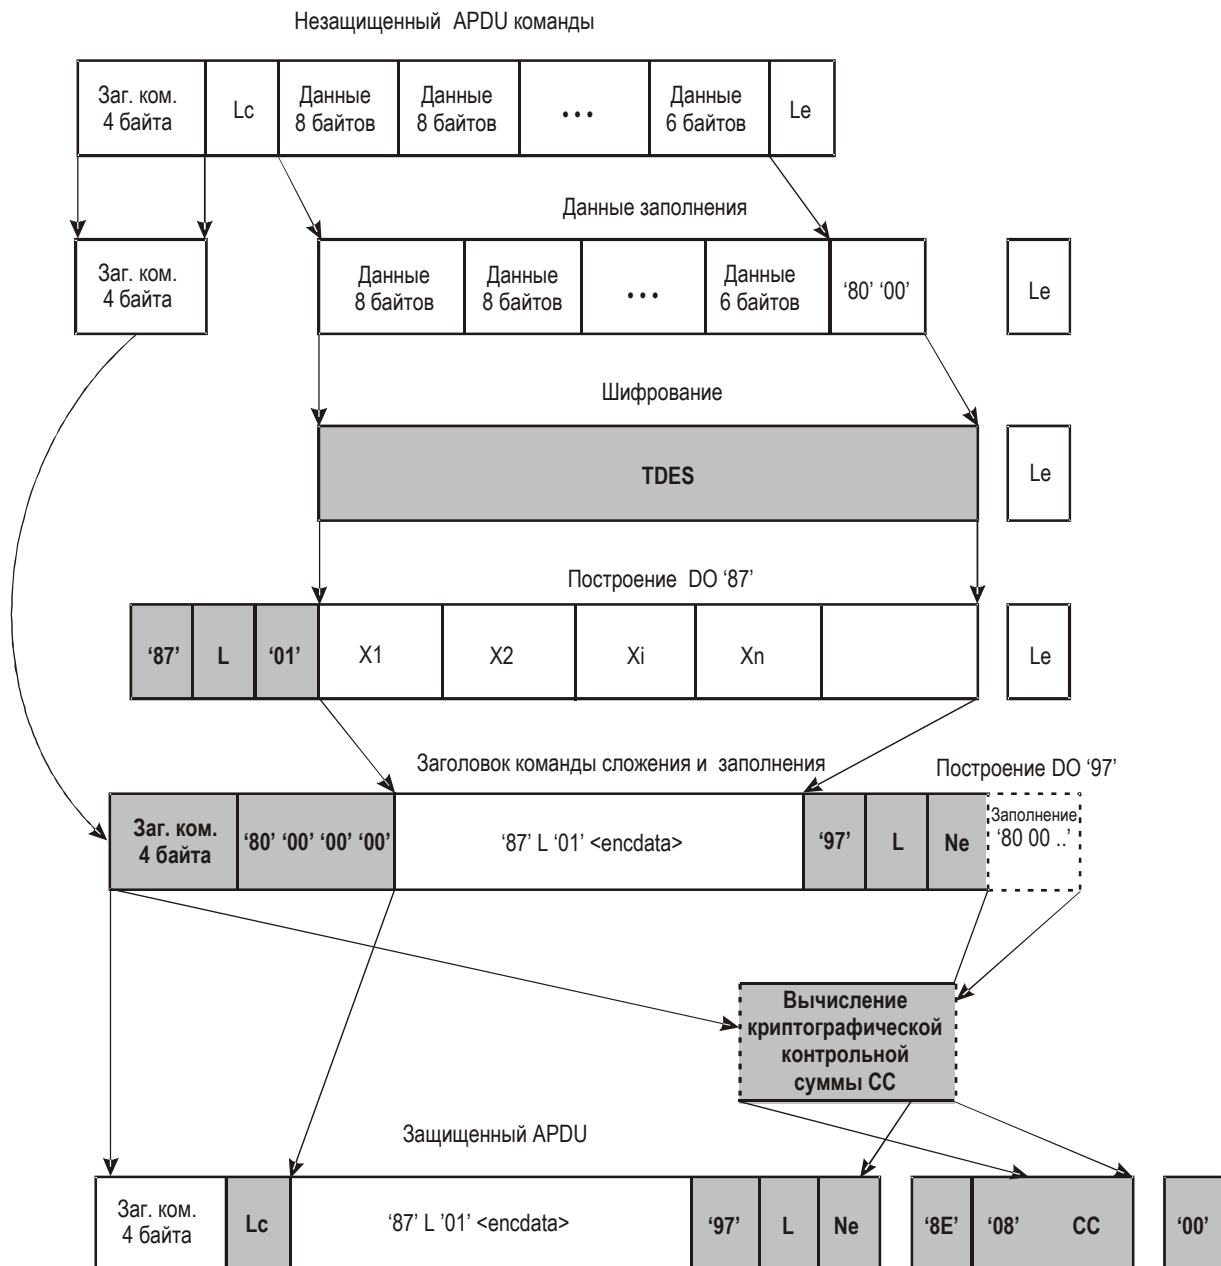 Незащищенный APDU команды
Заг. ком.
4 байта
Lc
Данные
8 байтов
Данные
8 байтов
...
Данные
6 байтов
Le
Данные заполнения
Заг. ком.
4 байта
Данные
8 байтов
Данные
8 байтов
...
Данные
6 байтов
‘80’ ‘00’
Le
Шифрование
TDES
Le
Построение DO ‘87’
‘87’
L
‘01’
X1
X2
Xi
Xn
Le
Заголовок команды сложения и заполнения
Построение DO ‘97’
Заг. ком.
4 байта
‘80’ ‘00’ ‘00’ ‘00’
‘87’ L ‘01’ <encdata>
‘97’
L
Ne
Заполнение
‘80 00 ..’
Вычисление
криптографической
контрольной
суммы CC
Защищенный APDU
Заг. ком.
4 байта
Lc
‘87’ L ’01’ <encdata>
‘97’
L
Ne
‘8E’
‘08’
CC
‘00’